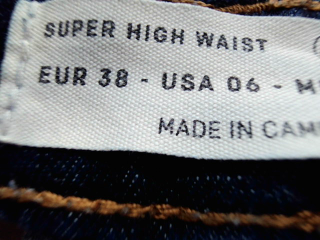 SUPER HIGH WAIST
EUR 38 - USA 06 - M
MADE IN CAM